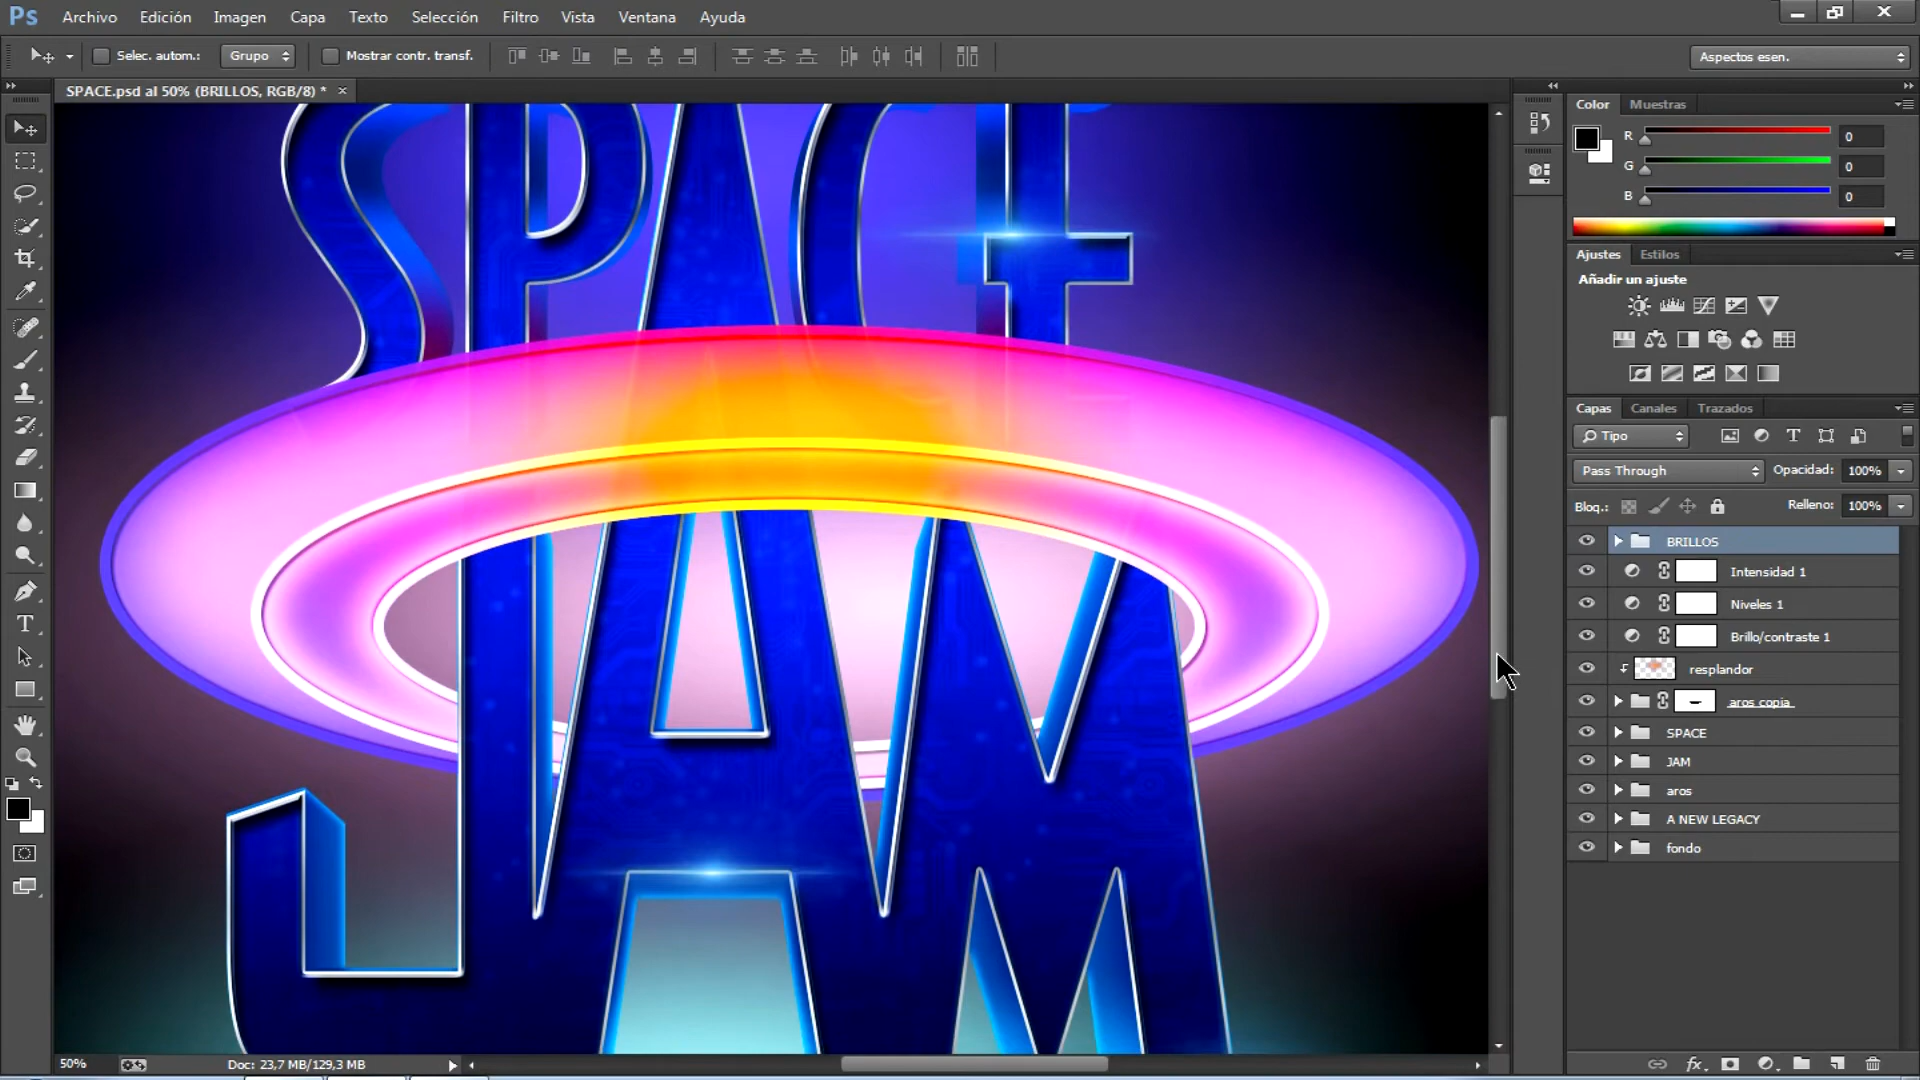 Ps Archivo Edición Imagen Capa Texto Selección Filtro Vista Ventana Ayuda
Selec. autom.: Grupo Mostrar contr. transf. Aspectos esen.
SPACE.psd al 50% (BRILLOS, RGB/8) * ×
SPACE
JAM
Color Muestras
R 0
G 0
B 0
Ajustes Estilos
Añadir un ajuste
Capas Canales Trazados
Tipo
Pass Through Opacidad: 100%
Bloq.: Relleno: 100%
BRILLOS
Intensidad 1
Niveles 1
Brillo/contraste 1
resplandor
aros copia
SPACE
JAM
aros
A NEW LEGACY
fondo
50% Doc: 23,7 MB/129,3 MB
fx